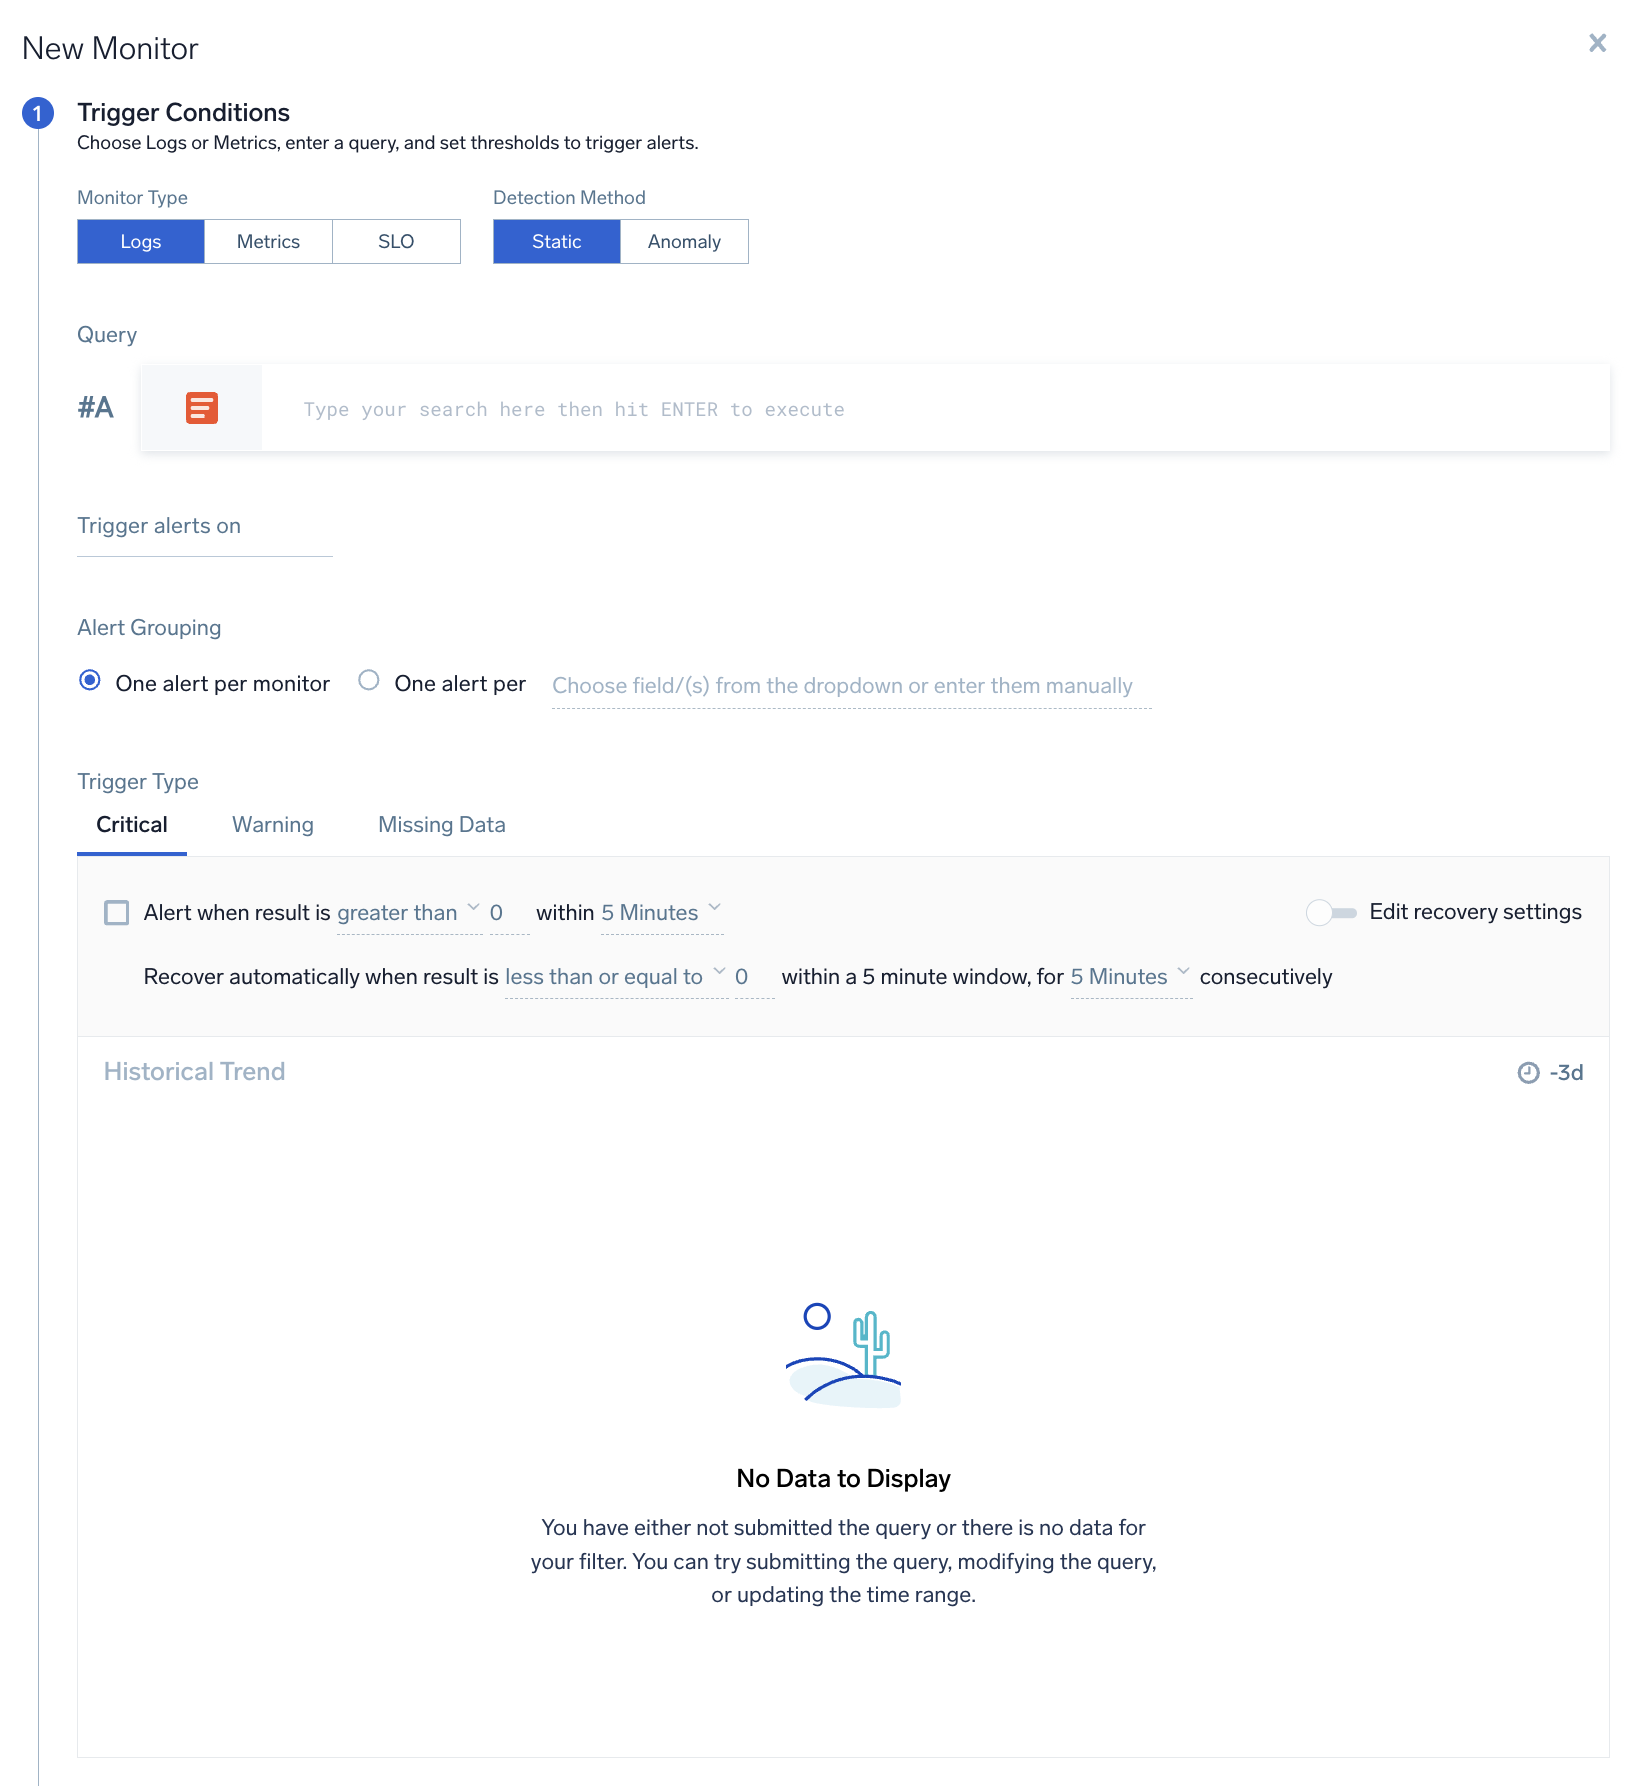 New Monitor
1
Trigger Conditions
Choose Logs or Metrics, enter a query, and set thresholds to trigger alerts.
Monitor Type Detection Method
Logs Metrics SLO Static Anomaly
Query
#A Type your search here then hit ENTER to execute
Trigger alerts on
Alert Grouping
One alert per monitor One alert per Choose field/(s) from the dropdown or enter them manually
Trigger Type
Critical Warning Missing Data
Alert when result is greater than 0 within 5 Minutes Edit recovery settings
Recover automatically when result is less than or equal to 0 within a 5 minute window, for 5 Minutes consecutively
Historical Trend -3d
No Data to Display
You have either not submitted the query or there is no data for
your filter. You can try submitting the query, modifying the query,
or updating the time range.